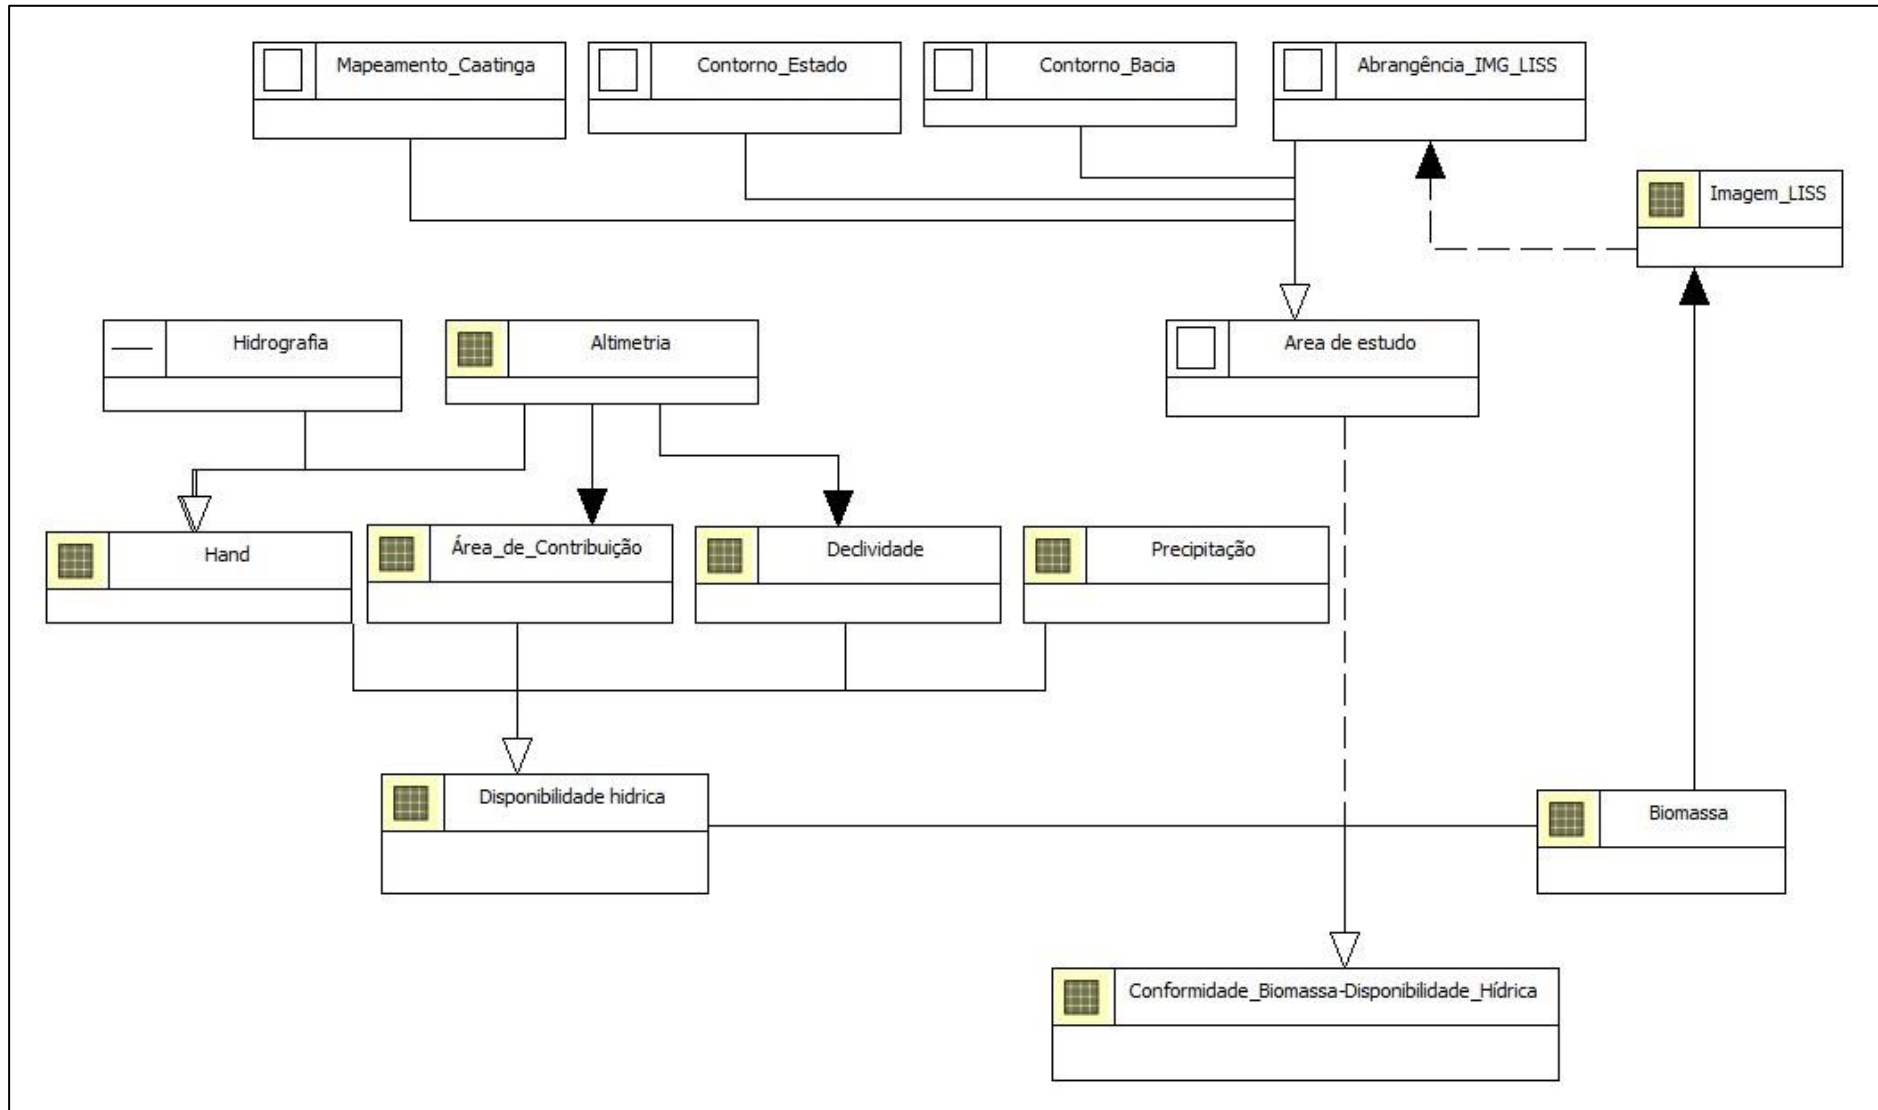 Mapeamento_Caatinga
Contorno_Estado
Contorno_Bacia
Abrangência_IMG_LISS
Imagem_LISS
Hidrografia
Altimetria
Area de estudo
Hand
Área_de_Contribuição
Declividade
Precipitação
Disponibilidade hidrica
Biomassa
Conformidade_Biomassa-Disponibilidade_Hídrica